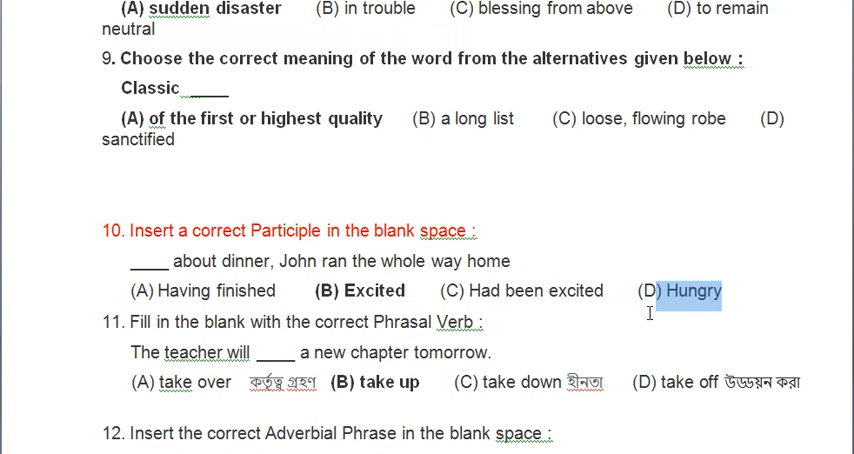 (A) sudden disaster (B) in trouble (C) blessing from above (D) to remain
neutral
9. Choose the correct meaning of the word from the alternatives given below :
Classic ____
(A) of the first or highest quality (B) a long list (C) loose, flowing robe (D)
sanctified
10. Insert a correct Participle in the blank space :
____ about dinner, John ran the whole way home
(A) Having finished (B) Excited (C) Had been excited (D) Hungry
11. Fill in the blank with the correct Phrasal Verb :
The teacher will ____ a new chapter tomorrow.
(A) take over কর্তৃত্ব গ্রহণ (B) take up (C) take down হীনতা (D) take off উড্ডয়ন করা
12. Insert the correct Adverbial Phrase in the blank space :